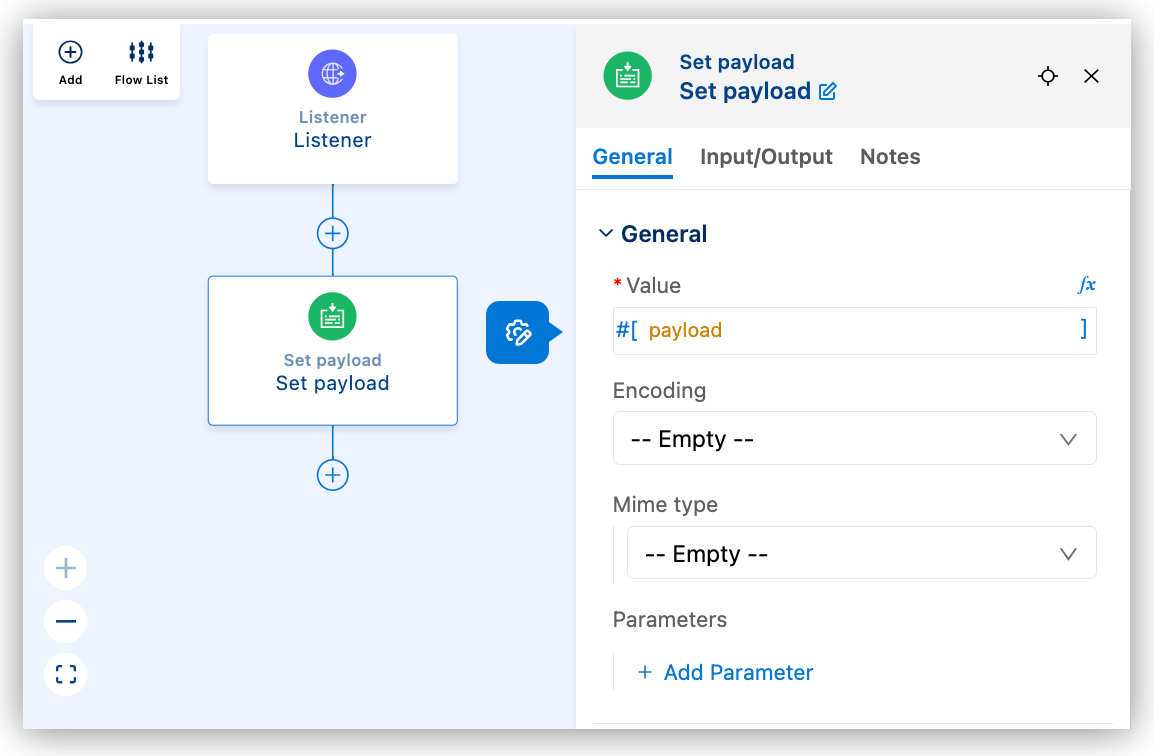 Add
Flow List
Listener
Listener
Set payload
Set payload
Set payload
Set payload
General
Input/Output
Notes
General
* Value
fx
#[ payload ]
Encoding
-- Empty --
Mime type
-- Empty --
Parameters
+ Add Parameter